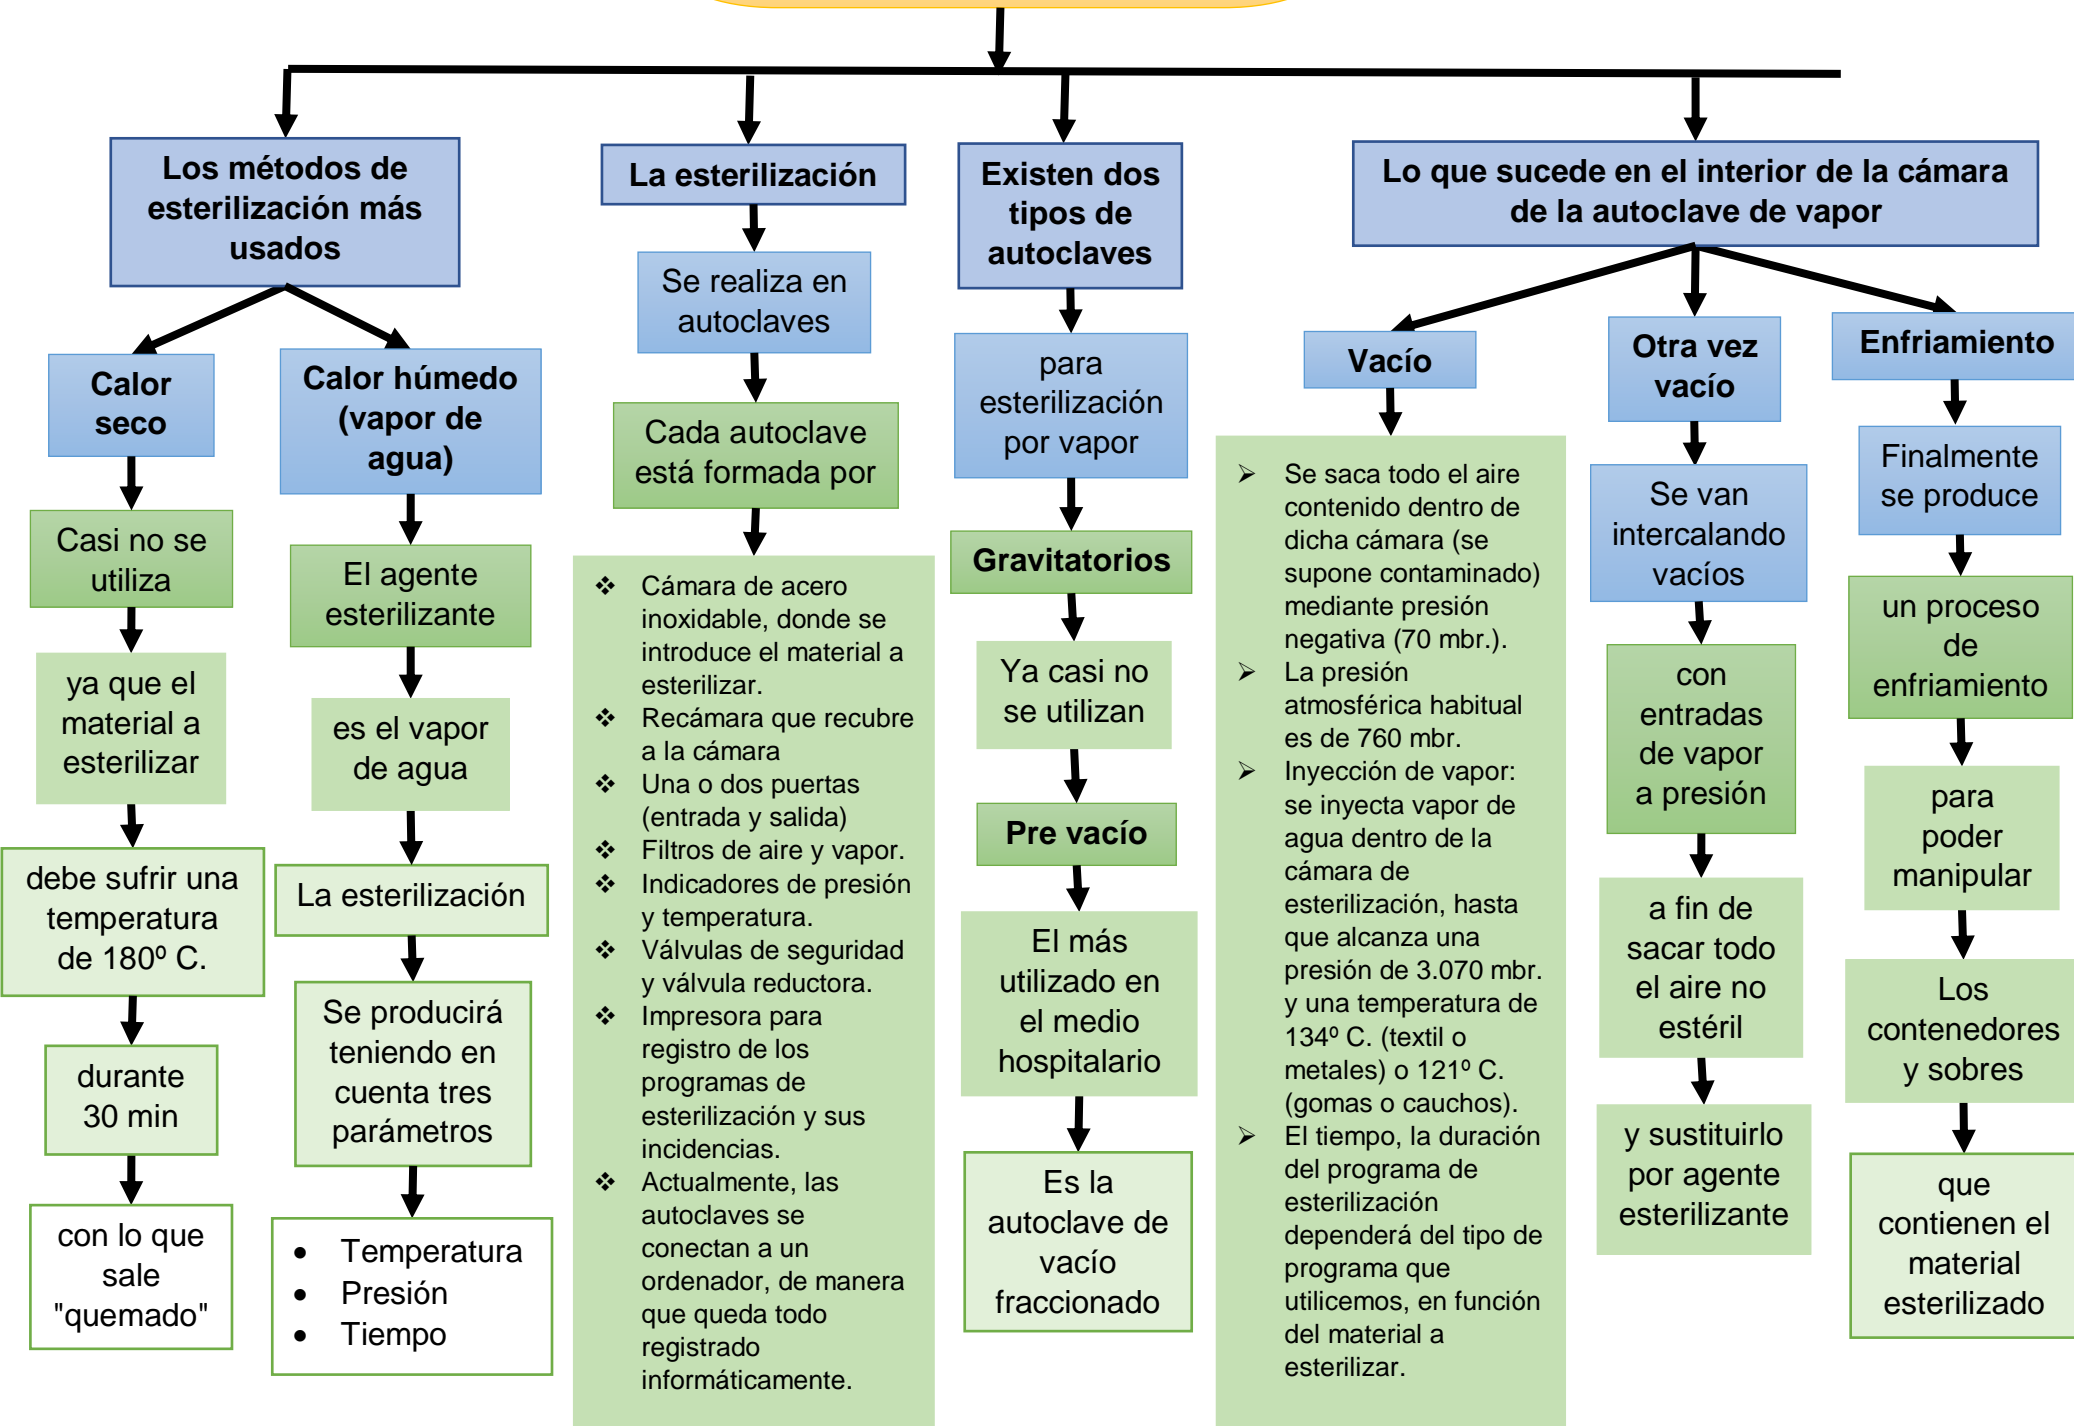 Los métodos de
esterilización más
usados
Calor
seco
Casi no se
utiliza
ya que el
material a
esterilizar
debe sufrir una
temperatura
de 180º C.
durante
30 min
con lo que
sale
"quemado"
Calor húmedo
(vapor de
agua)
El agente
esterilizante
es el vapor
de agua
La esterilización
Se producirá
teniendo en
cuenta tres
parámetros
• Temperatura
• Presión
• Tiempo
La esterilización
Se realiza en
autoclaves
Cada autoclave
está formada por
❖ Cámara de acero
inoxidable, donde se
introduce el material a
esterilizar.
❖ Recámara que recubre
a la cámara
❖ Una o dos puertas
(entrada y salida)
❖ Filtros de aire y vapor.
❖ Indicadores de presión
y temperatura.
❖ Válvulas de seguridad
y válvula reductora.
❖ Impresora para
registro de los
programas de
esterilización y sus
incidencias.
❖ Actualmente, las
autoclaves se
conectan a un
ordenador, de manera
que queda todo
registrado
informáticamente.
Existen dos
tipos de
autoclaves
para
esterilización
por vapor
Gravitatorios
Ya casi no
se utilizan
Pre vacío
El más
utilizado en
el medio
hospitalario
Es la
autoclave de
vacío
fraccionado
Lo que sucede en el interior de la cámara
de la autoclave de vapor
Vacío
➢ Se saca todo el aire
contenido dentro de
dicha cámara (se
supone contaminado)
mediante presión
negativa (70 mbr.).
➢ La presión
atmosférica habitual
es de 760 mbr.
➢ Inyección de vapor:
se inyecta vapor de
agua dentro de la
cámara de
esterilización, hasta
que alcanza una
presión de 3.070 mbr.
y una temperatura de
134º C. (textil o
metales) o 121º C.
(gomas o cauchos).
➢ El tiempo, la duración
del programa de
esterilización
dependerá del tipo de
programa que
utilicemos, en función
del material a
esterilizar.
Otra vez
vacío
Se van
intercalando
vacíos
con
entradas
de vapor
a presión
a fin de
sacar todo
el aire no
estéril
y sustituirlo
por agente
esterilizante
Enfriamiento
Finalmente
se produce
un proceso
de
enfriamiento
para
poder
manipular
Los
contenedores
y sobres
que
contienen el
material
esterilizado